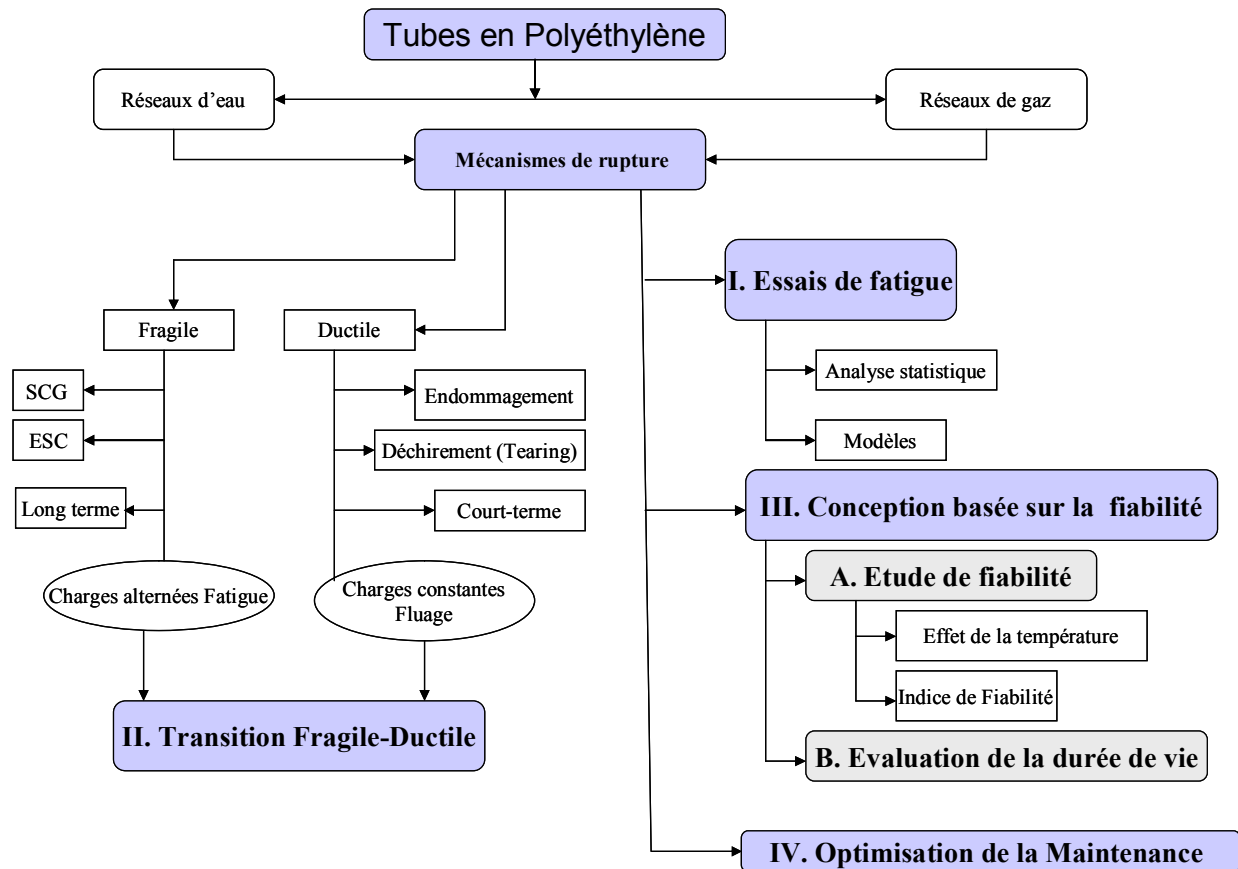 Tubes en Polyéthylène
Réseaux d'eau
Réseaux de gaz
Mécanismes de rupture
I. Essais de fatigue
Fragile
Ductile
Analyse statistique
SCG
Endommagement
ESC
Déchirement (Tearing)
Modèles
Long terme
Court-terme
III. Conception basée sur la fiabilité
A. Etude de fiabilité
Charges alternées Fatigue
Charges constantes
Fluage
Effet de la température
Indice de Fiabilité
II. Transition Fragile-Ductile
B. Evaluation de la durée de vie
IV. Optimisation de la Maintenance